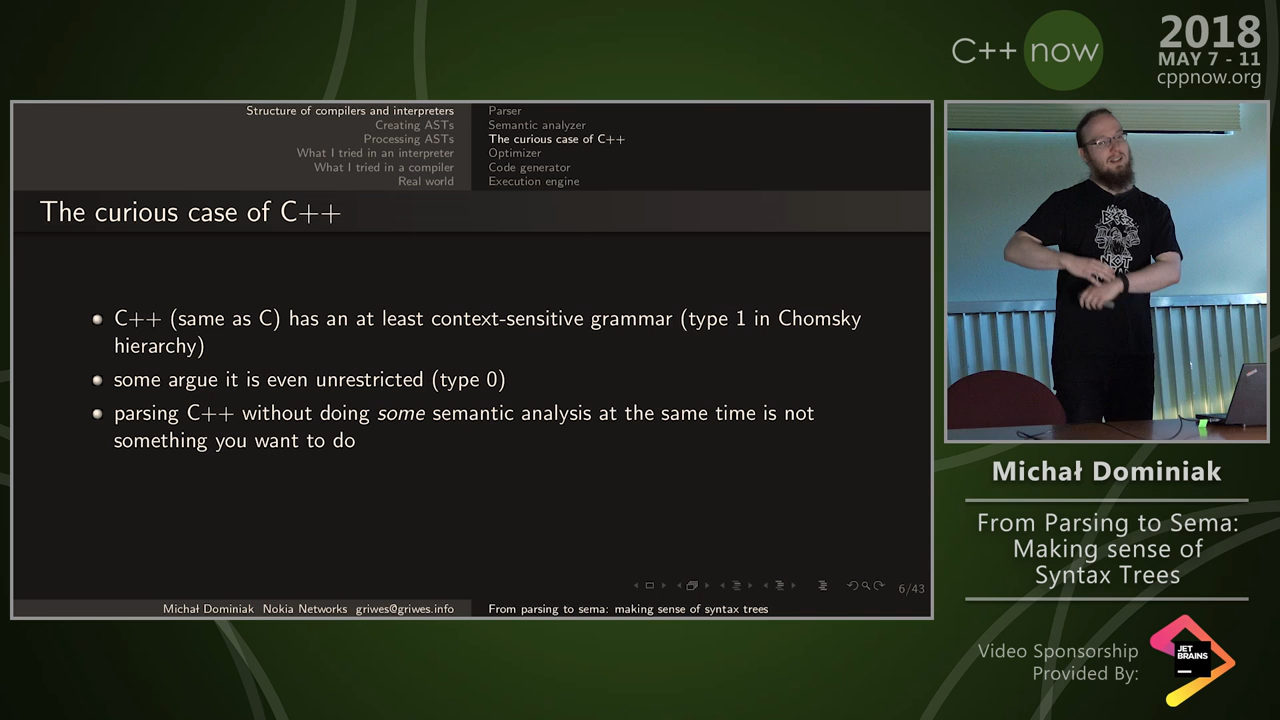 C++ now
2018
MAY 7 - 11
cppnow.org
Structure of compilers and interpreters
Creating ASTs
Processing ASTs
What I tried in an interpreter
What I tried in a compiler
Real world
Parser
Semantic analyzer
The curious case of C++
Optimizer
Code generator
Execution engine
The curious case of C++
C++ (same as C) has an at least context-sensitive grammar (type 1 in Chomsky
hierarchy)
some argue it is even unrestricted (type 0)
parsing C++ without doing some semantic analysis at the same time is not
something you want to do
6/43
Michał Dominiak Nokia Networks griwes@griwes.info
From parsing to sema: making sense of syntax trees
NOT
Michał Dominiak
From Parsing to Sema:
Making sense of
Syntax Trees
Video Sponsorship
Provided By:
JET
BRAINS